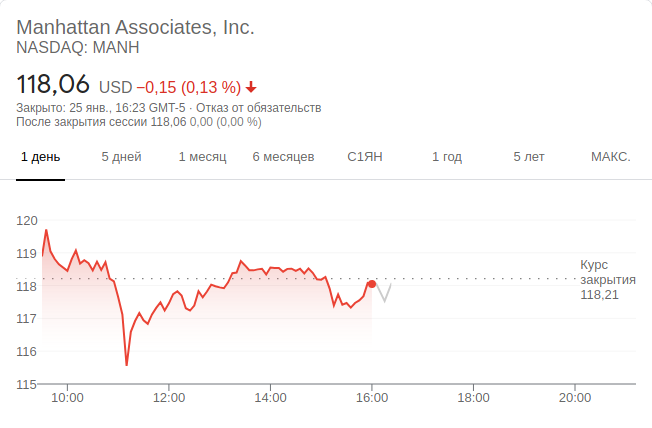 Manhattan Associates, Inc.
NASDAQ: MANH
118,06 USD −0,15 (0,13 %)
Закрыто: 25 янв., 16:23 GMT-5 · Отказ от обязательств
После закрытия сессии 118,06 0,00 (0,00 %)
1 день 5 дней 1 месяц 6 месяцев С1ЯН 1 год 5 лет МАКС.
120
119
118
117
116
115
Курс
закрытия
118,21
10:00 12:00 14:00 16:00 18:00 20:00